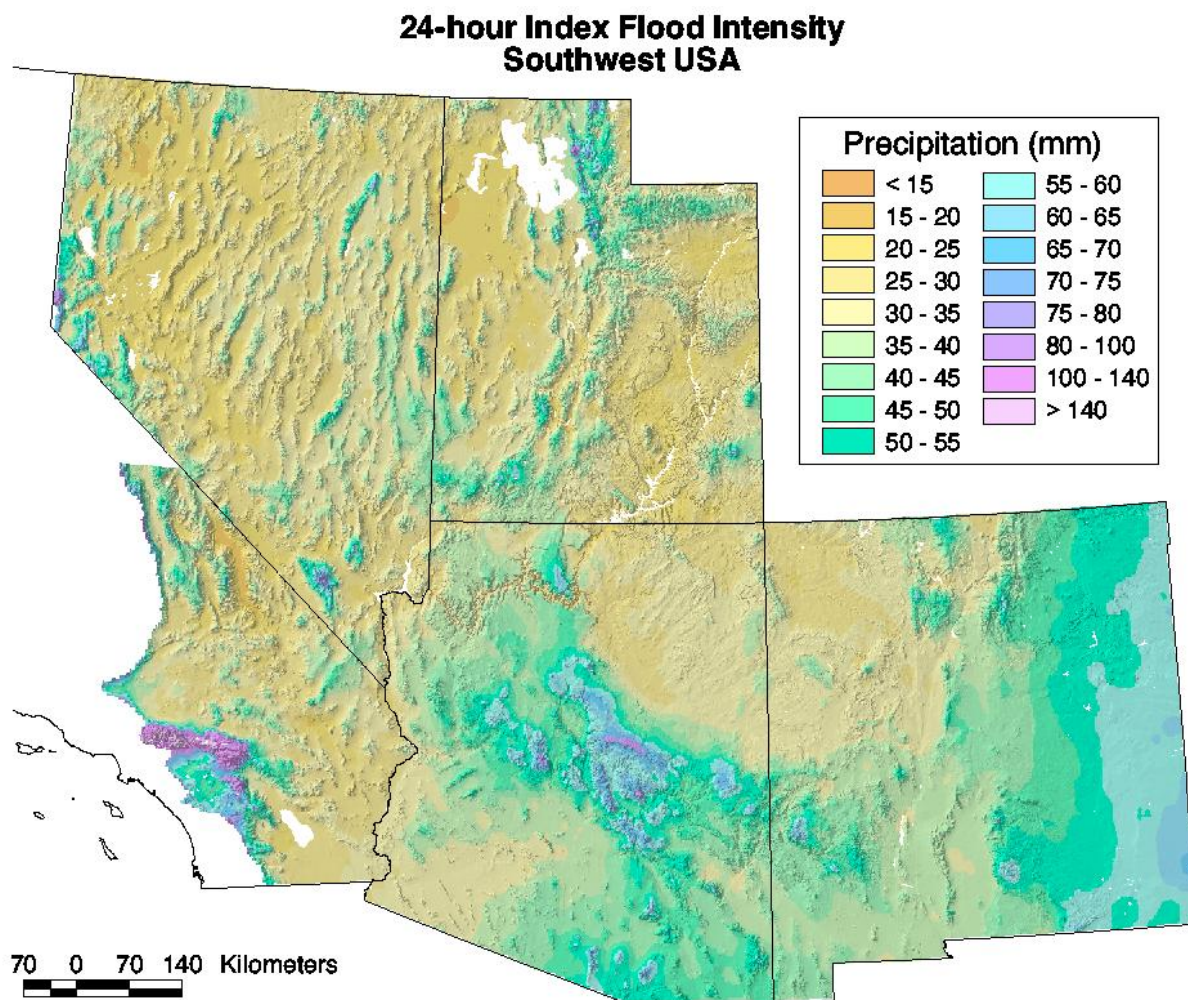 24-hour Index Flood Intensity
Southwest USA
Precipitation (mm)
< 15
15 - 20
20 - 25
25 - 30
30 - 35
35 - 40
40 - 45
45 - 50
50 - 55
55 - 60
60 - 65
65 - 70
70 - 75
75 - 80
80 - 100
100 - 140
> 140
70 0 70 140 Kilometers